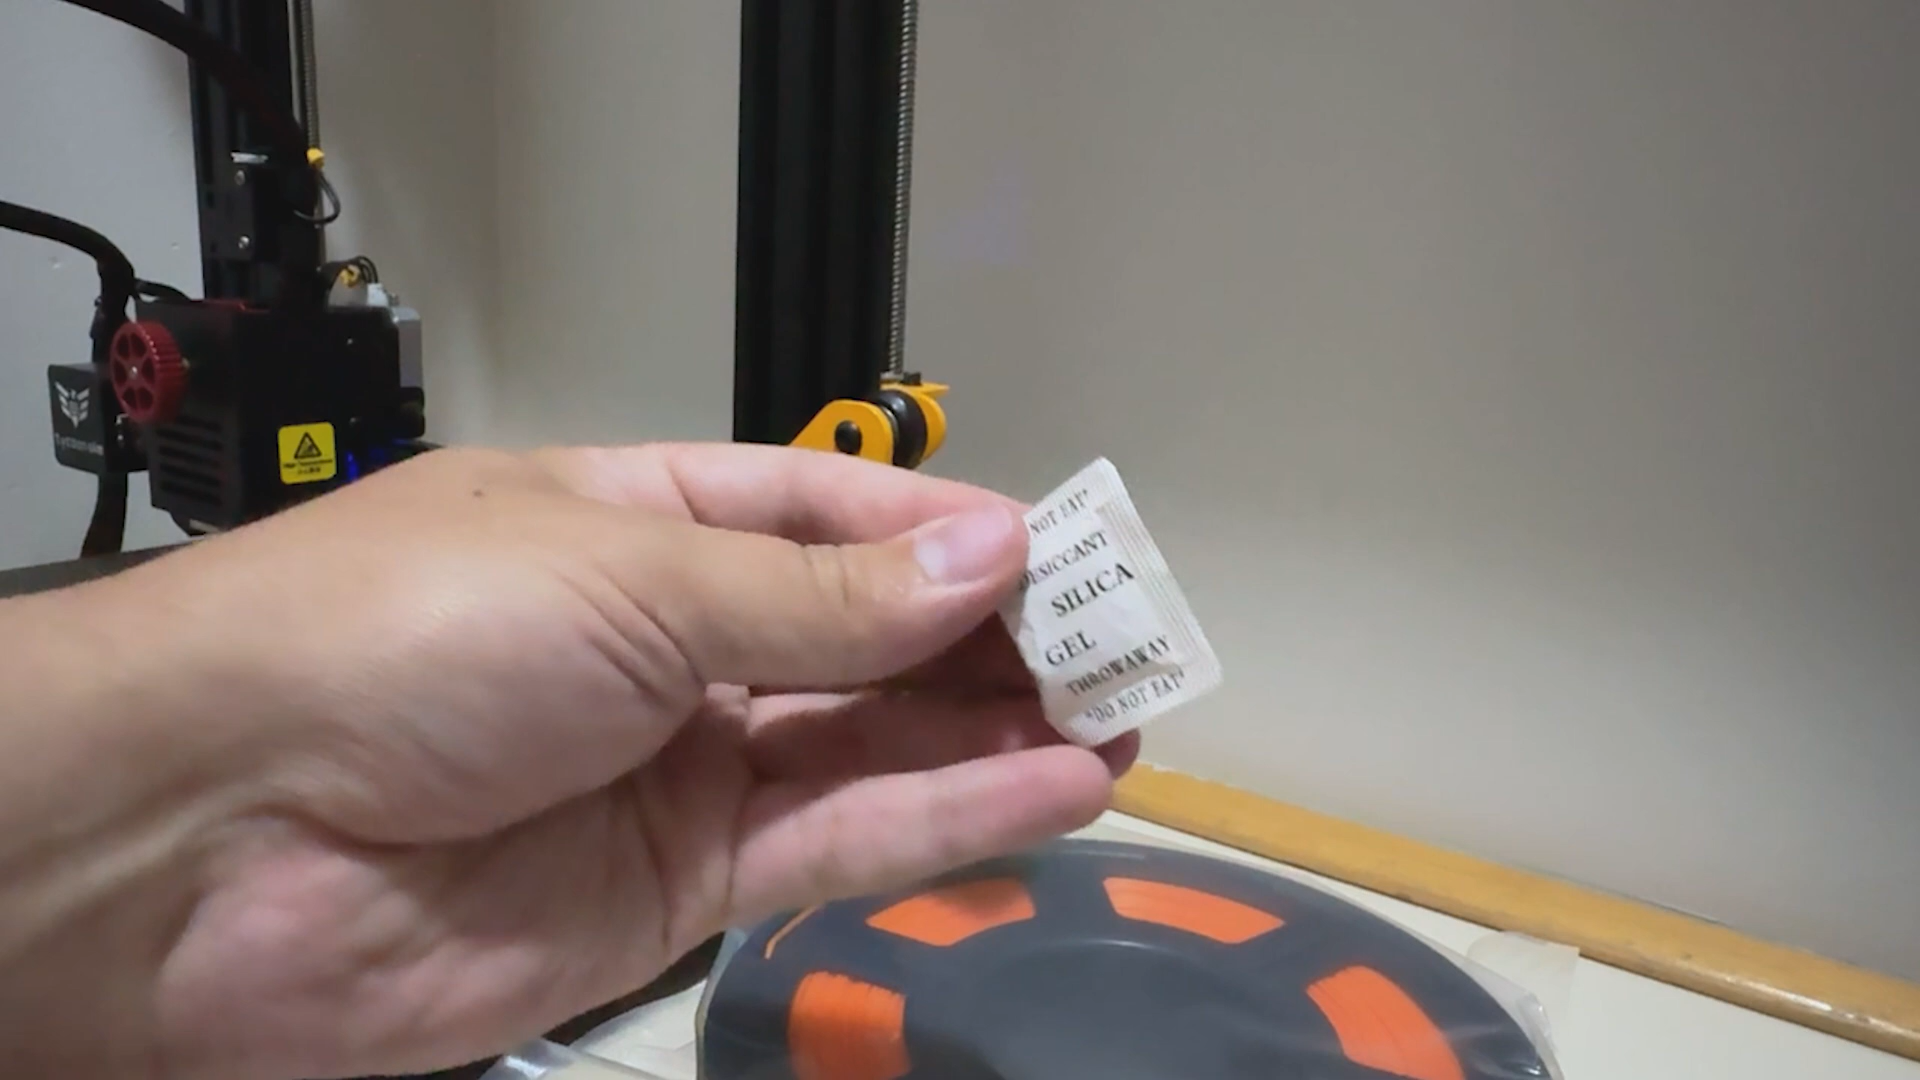 NOT EAT"
DESICCANT
SILICA
GEL
THROWAWAY
"DO NOT EAT"